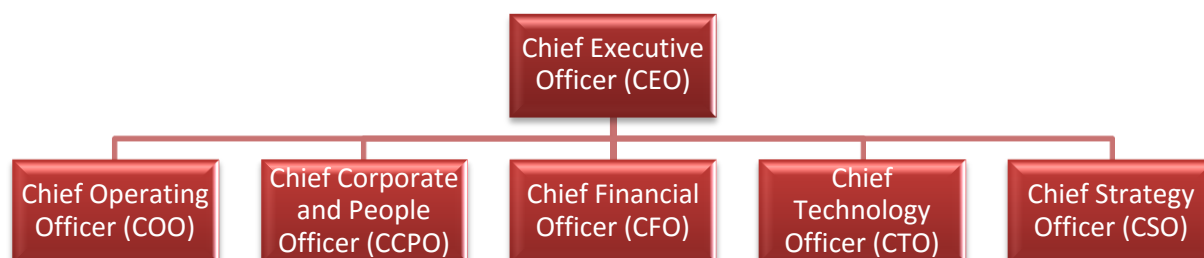 Chief Executive
Officer (CEO)
Chief Operating
Officer (COO)
Chief Corporate
and People
Officer (CCPO)
Chief Financial
Officer (CFO)
Chief
Technology
Officer (CTO)
Chief Strategy
Officer (CSO)